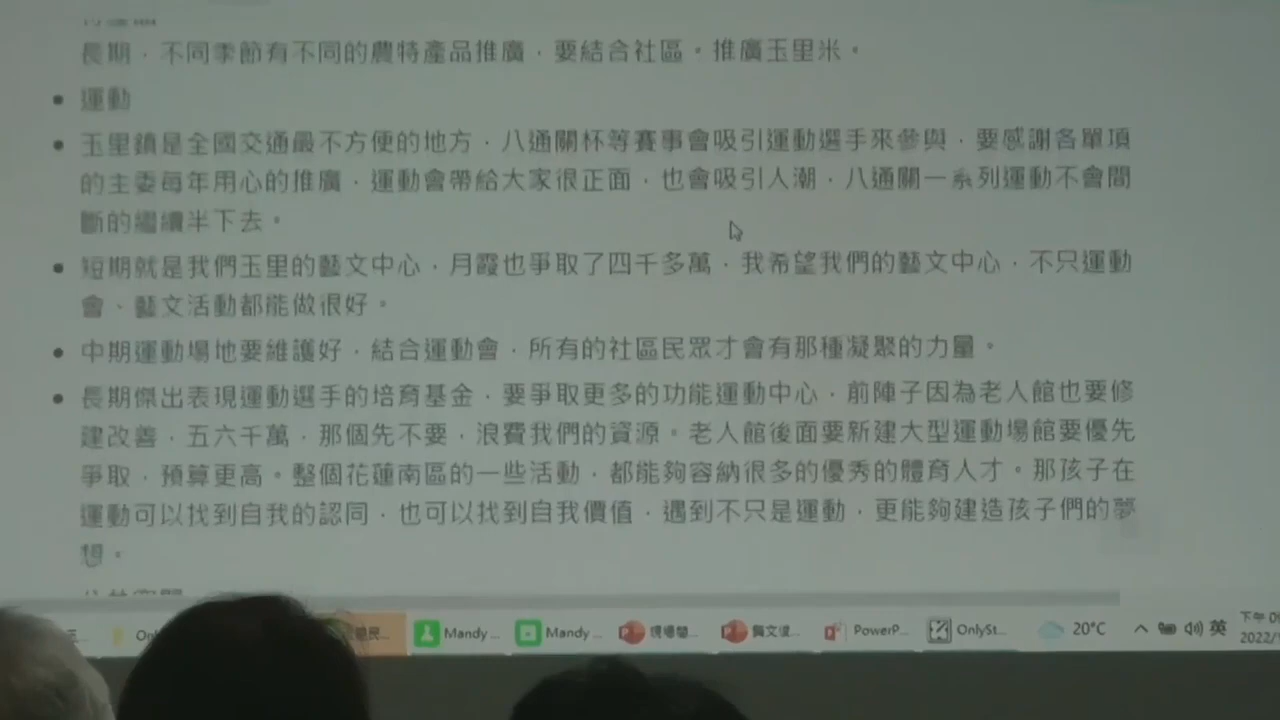 長期，不同季節有不同的農特產品推廣，要結合社區。推廣玉里米。
• 運動
• 玉里鎮是全國交通最不方便的地方，八通關杯等賽事會吸引運動選手來參與，要感謝各單項
的主委每年用心的推廣，運動會帶給大家很正面，也會吸引人潮，八通關一系列運動不會間
斷的繼續半下去。
• 短期就是我們玉里的藝文中心，月霞也爭取了四千多萬，我希望我們的藝文中心，不只運動
會、藝文活動都能做很好。
• 中期運動場地要維護好，結合運動會，所有的社區民眾才會有那種凝聚的力量。
• 長期傑出表現運動選手的培育基金，要爭取更多的功能運動中心，前陣子因為老人館也要修
建改善，五六千萬，那個先不要，浪費我們的資源。老人館後面要新建大型運動場館要優先
爭取，預算更高。整個花蓮南區的一些活動，都能夠容納很多的優秀的體育人才。那孩子在
運動可以找到自我的認同，也可以找到自我價值，遇到不只是運動，更能夠建造孩子們的夢
想。
Mandy... Mandy... PowerP... OnlySt... 20°C 英 下午
2022/